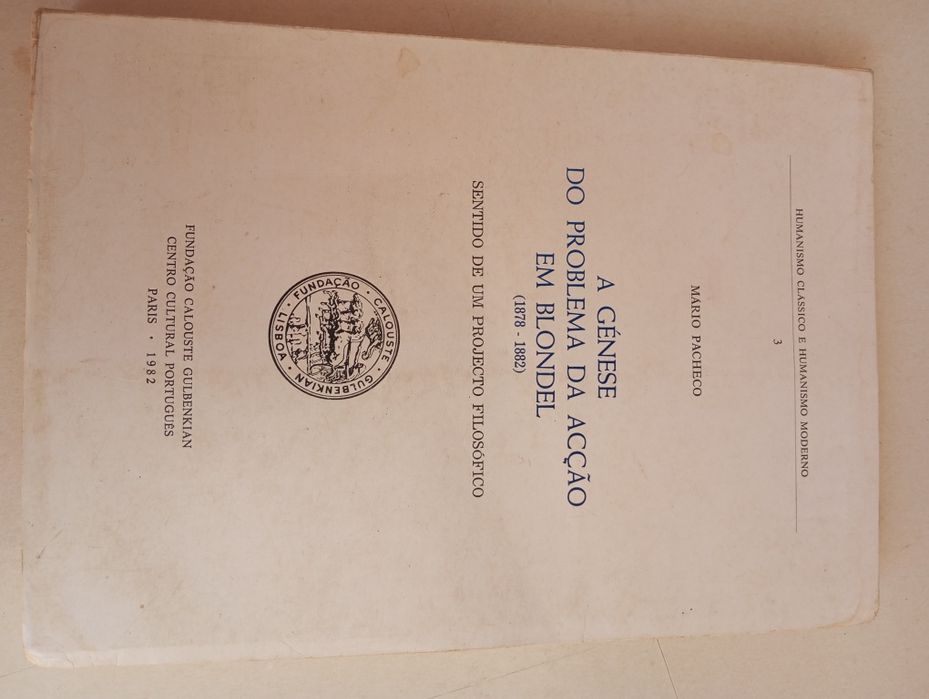 HUMANISMO CLÁSSICO E HUMANISMO MODERNO
3
MÁRIO PACHECO
A GÉNESE
DO PROBLEMA DA ACÇÃO
EM BLONDEL
(1878 - 1882)
SENTIDO DE UM PROJECTO FILOSÓFICO
FUNDAÇÃO · CALOUSTE · GULBENKIAN · LISBOA ·
FUNDAÇÃO CALOUSTE GULBENKIAN
CENTRO CULTURAL PORTUGUÊS
PARIS · 1982